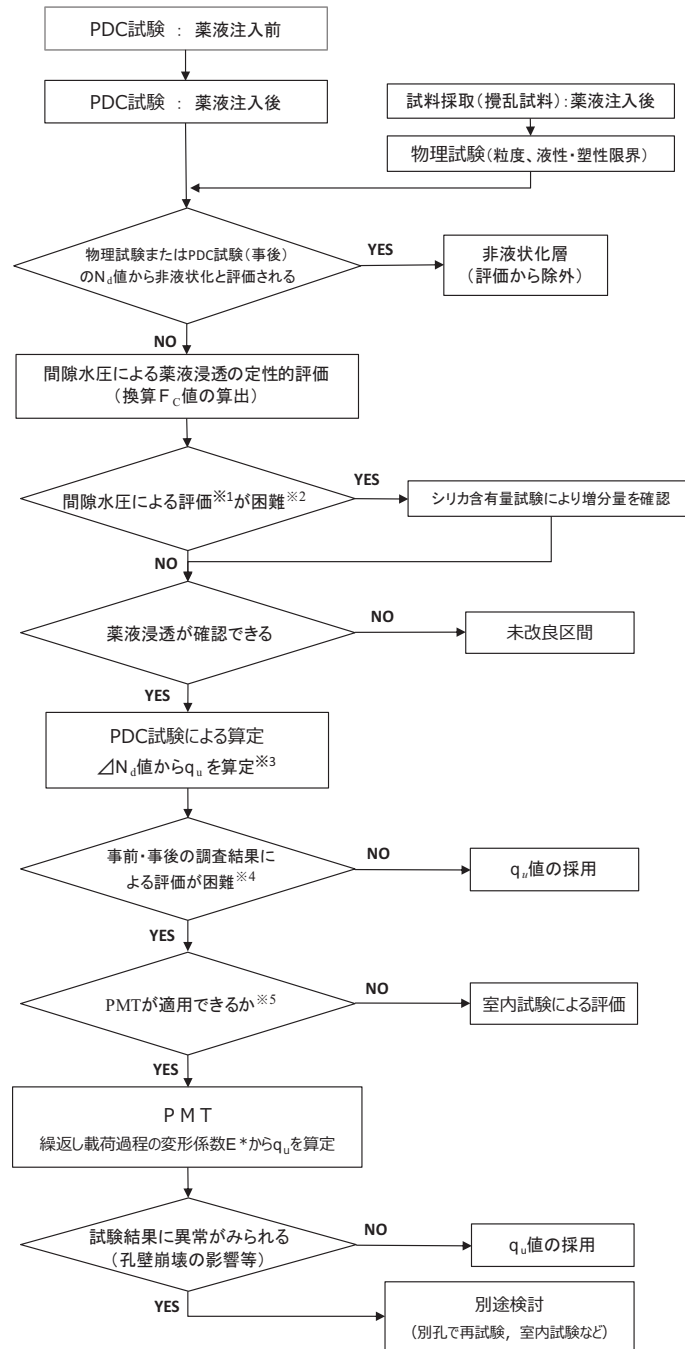 PDC試験 ： 薬液注入前
PDC試験 ： 薬液注入後
試料採取（攪乱試料）：薬液注入後
物理試験（粒度、液性・塑性限界）
物理試験またはPDC試験（事後）
のNd値から非液状化と評価される
YES
非液状化層
（評価から除外）
NO
間隙水圧による薬液浸透の定性的評価
（換算FC値の算出）
間隙水圧による評価※1が困難※2
YES
シリカ含有量試験により増分量を確認
NO
薬液浸透が確認できる
NO
未改良区間
YES
PDC試験による算定
⊿Nd値からquを算定※3
事前・事後の調査結果に
よる評価が困難※4
NO
qu値の採用
YES
PMTが適用できるか※5
NO
室内試験による評価
YES
PMT
繰返し載荷過程の変形係数E*からquを算定
試験結果に異常がみられる
（孔壁崩壊の影響等）
NO
qu値の採用
YES
別途検討
（別孔で再試験，室内試験など）